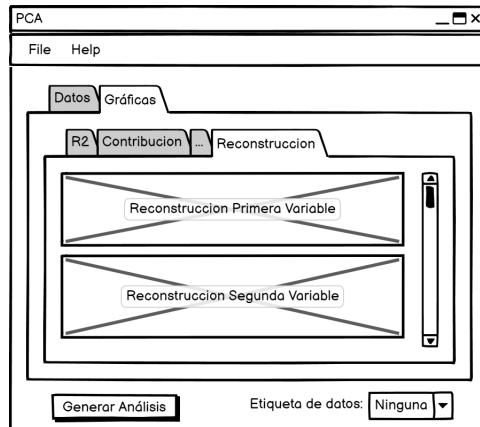 PCA
File Help
Datos Gráficas
R2 Contribucion ... Reconstruccion
Reconstruccion Primera Variable
Reconstruccion Segunda Variable
Generar Análisis Etiqueta de datos: Ninguna